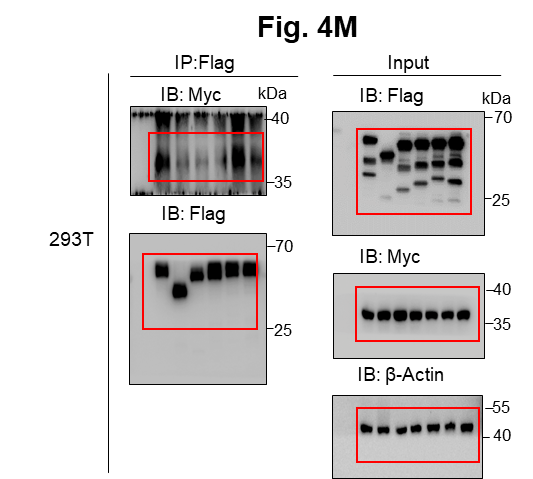 Fig. 4M
IP:Flag
Input
IB: Myc
kDa
40
35
IB: Flag
70
25
293T
IB: Flag
kDa
70
25
IB: Myc
40
35
IB: β-Actin
55
40